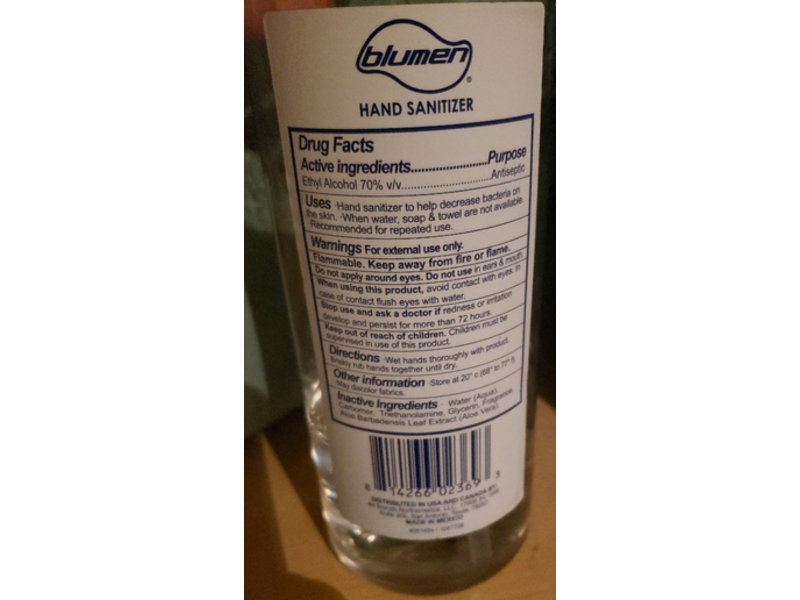 blumen
®
HAND SANITIZER
Drug Facts
Active ingredients......................Purpose
Ethyl Alcohol 70% v/v..............................Antiseptic
Uses ·Hand sanitizer to help decrease bacteria on
the skin. ·When water, soap & towel are not available
·Recommended for repeated use.
Warnings For external use only.
Flammable. Keep away from fire or flame.
Do not apply around eyes. Do not use in ears & mouth.
When using this product, avoid contact with eyes. in
case of contact flush eyes with water.
Stop use and ask a doctor if redness or irritation
develop and persist for more than 72 hours.
Keep out of reach of children. Children must be
supervised in use of this product.
Directions ·Wet hands thoroughly with product.
Briskly rub hands together until dry.
Other information ·Store at 20° c (68° to 77° f).
May discolor fabrics.
Inactive Ingredients · Water (Aqua),
Carbomer, Triethanolamine, Glycerin, Fragrance,
Aloe Barbadensis Leaf Extract (Aloe Vera)
8 14266 02369 3
DISTRIBUTED IN USA AND CANADA BY:
San Antonio, Texas
MADE IN MEXICO